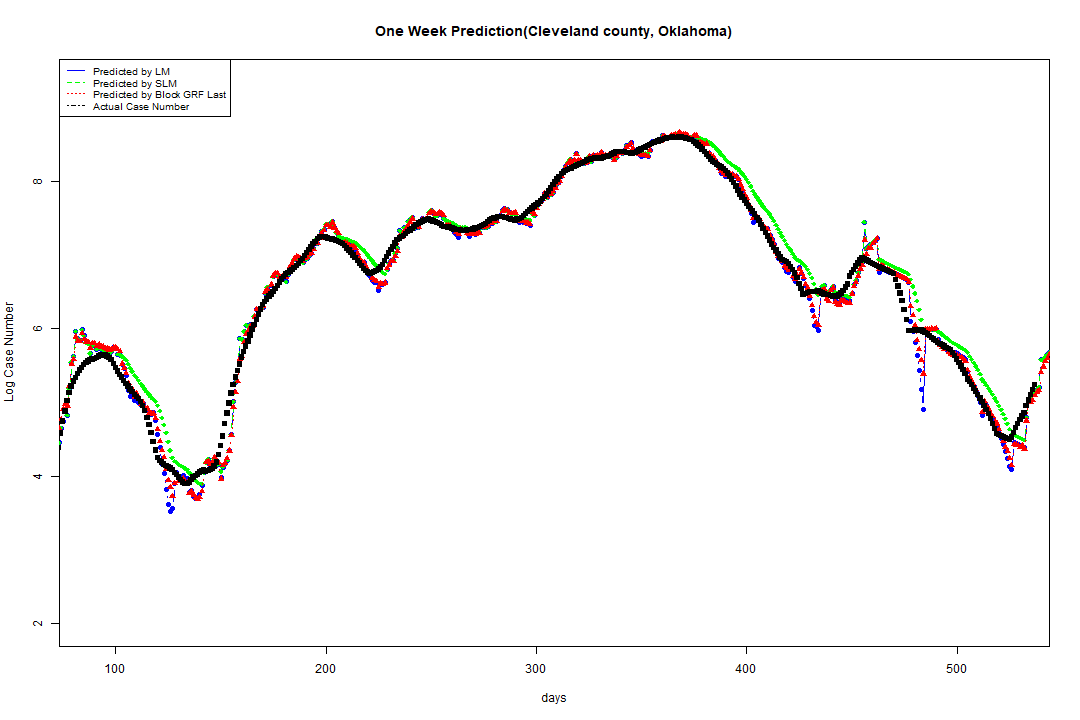 One Week Prediction(Cleveland county, Oklahoma)
Predicted by LM
Predicted by SLM
Predicted by Block GRF Last
Actual Case Number
8
6
4
2
Log Case Number
100 200 300 400 500
days